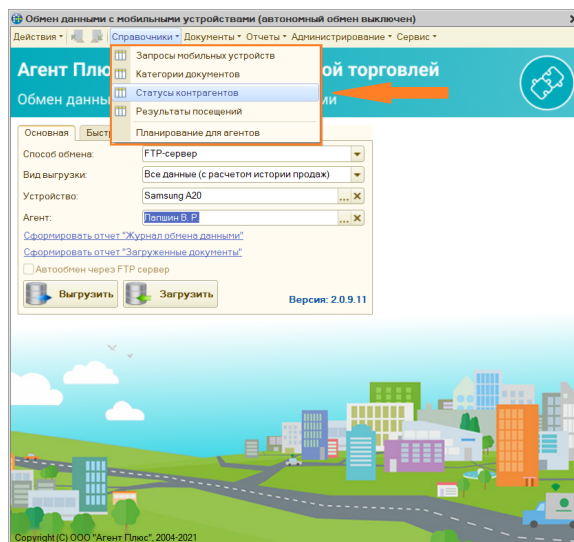 Обмен данными с мобильными устройствами (автономный обмен выключен)
Действия Справочники Документы Отчеты Администрирование Сервис
Запросы мобильных устройств
Категории документов
Статусы контрагентов
Результаты посещений
Планирование для агентов
Агент Плю ой торговлей
Обмен данны ми
Основная Быст
Способ обмена: FTP-сервер
Вид выгрузки: Все данные (с расчетом истории продаж)
Устройство: Samsung A20 ... X
Агент: Лапшин В. Р. ... X
Сформировать отчет "Журнал обмена данными"
Сформировать отчет "Загруженные документы"
Автообмен через FTP сервер
Выгрузить Загрузить Версия: 2.0.9.11
Copyright (С) ООО "Агент Плюс", 2004-2021